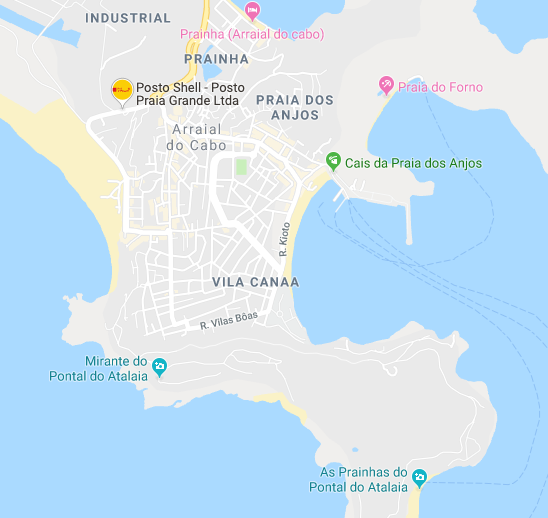 INDUSTRIAL
Prainha (Arraial do cabo)
PRAINHA
Posto Shell - Posto
Praia Grande Ltda
Praia do Forno
PRAIA DOS
ANJOS
Arraial
do Cabo
Cais da Praia dos Anjos
R. Kioto
VILA CANAA
R. Vilas Bôas
Mirante do
Pontal do Atalaia
As Prainhas do
Pontal do Atalaia